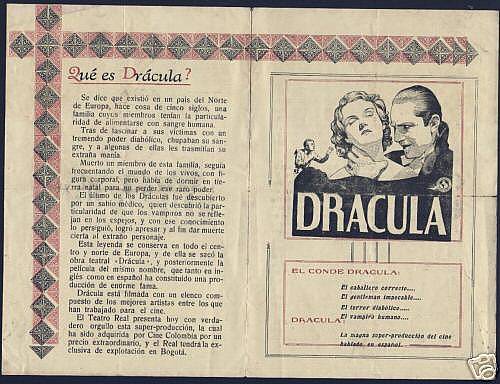 Qué es Drácula?
Se dice que existió en un país del Norte
de Europa, hace cosa de cinco siglos, una
familia cuyos miembros tenían la particula-
ridad de alimentarse con sangre humana.
Tras de fascinar a sus víctimas con un
tremendo poder diabólico, chupaban su san-
gre, y a algunas de ellas les trasmitían su
extraña manía.
Muerto un miembro de esta familia, seguía
frecuentando el mundo de los vivos, con fi-
gura corporal, pero había de dormir en tie-
rra natal para no perder ese raro poder.
El último de los Dráculas fué descubierto
por un sabio médico, quien descubrió la par-
ticularidad de que los vampiros no se refle-
jan en los espejos, y con ese conocimiento
lo persiguió, logró apresar y al fin dar muerte
cierta al extraño personaje.
Esta leyenda se conserva en todo el cen-
tro y norte de Europa, y de ella se sacó la
obra teatral «Drácula», y posteriormente la
película del mismo nombre, que tanto en in-
glés como en español ha constituido una pro-
ducción de enorme fama.
Drácula está filmada con un elenco compues-
to de los mejores artistas entre los que
han trabajado para el cine.
El Teatro Real presenta hoy con verda-
dero orgullo esta super-producción, la cual
ha sido adquirida por Cine Colombia por un
precio extraordinario, y el Real tendrá la ex-
clusiva de explotación en Bogotá.
DRACULA
EL CONDE DRACULA:
El caballero correcto....
El gentleman impecable....
El terror diabólico....
DRACULA:
El vampiro humano....
La magna super-producción del cine
hablado en español.